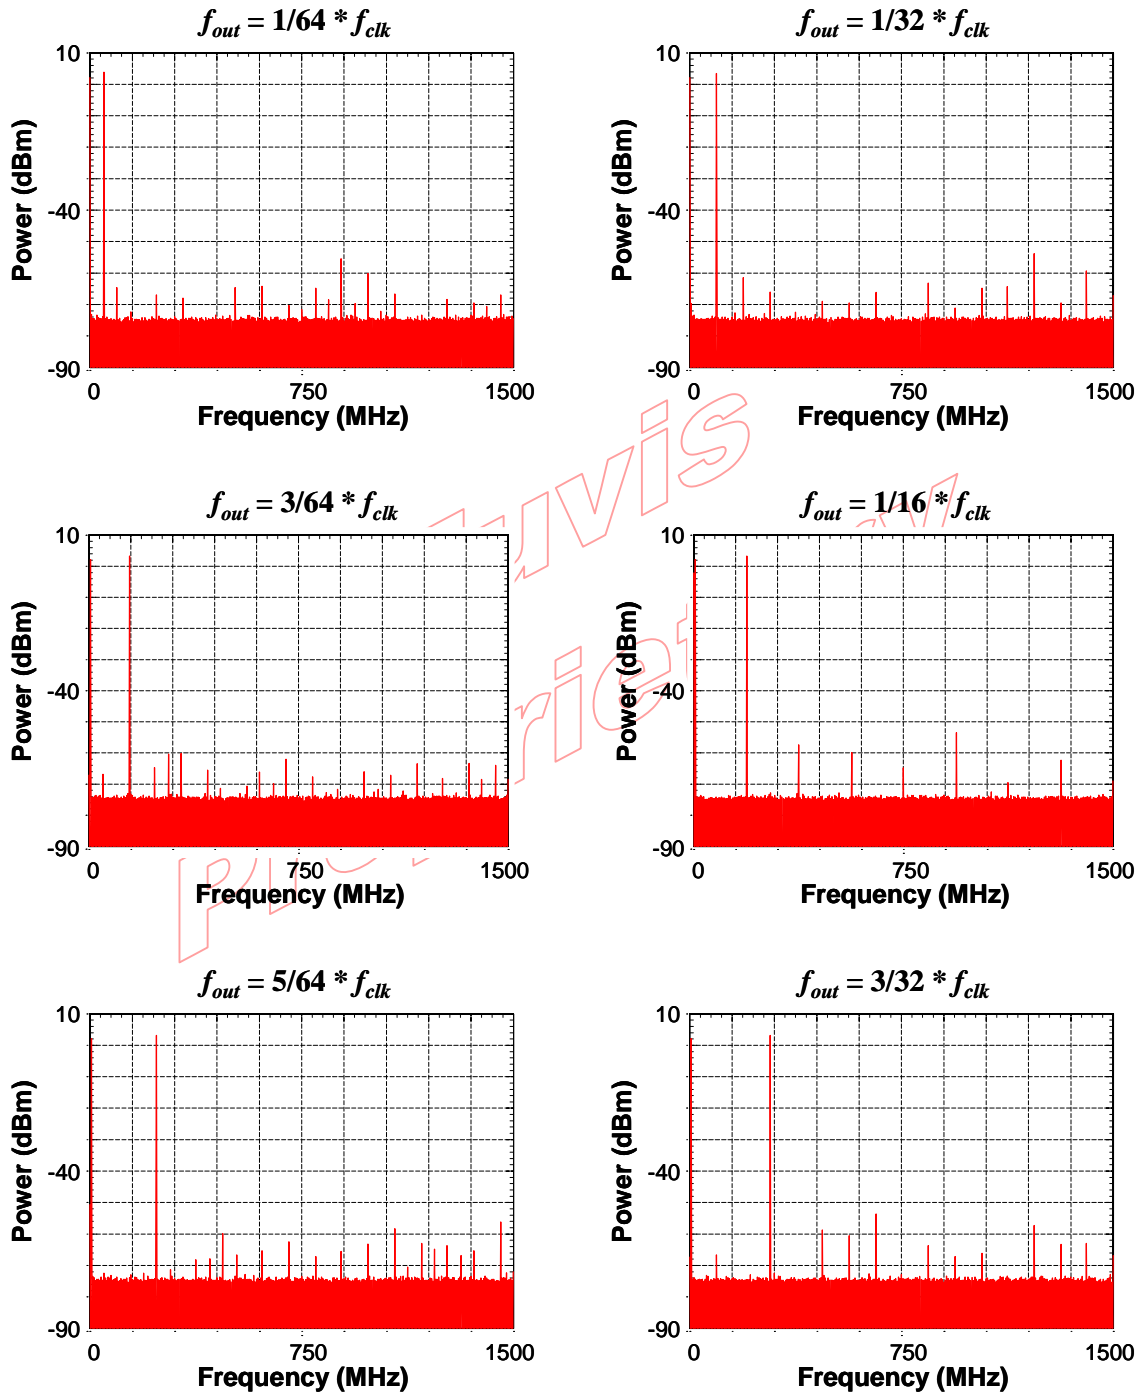 f_out = 1/64 * f_clk
10
-40
-90
Power (dBm)
0 750 1500
Frequency (MHz)
f_out = 1/32 * f_clk
10
-40
-90
Power (dBm)
0 750 1500
Frequency (MHz)
f_out = 3/64 * f_clk
10
-40
-90
Power (dBm)
0 750 1500
Frequency (MHz)
f_out = 1/16 * f_clk
10
-40
-90
Power (dBm)
0 750 1500
Frequency (MHz)
f_out = 5/64 * f_clk
10
-40
-90
Power (dBm)
0 750 1500
Frequency (MHz)
f_out = 3/32 * f_clk
10
-40
-90
Power (dBm)
0 750 1500
Frequency (MHz)